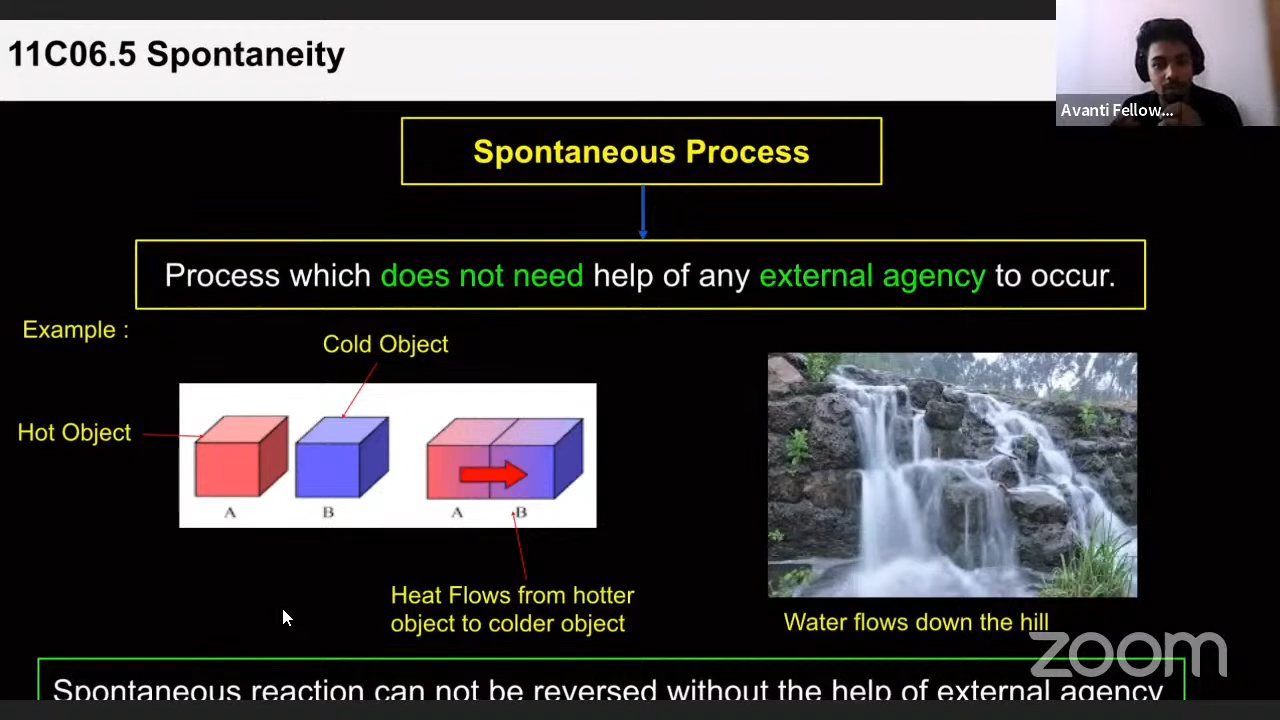 11C06.5 Spontaneity
Avanti Fellow...
Spontaneous Process
Process which does not need help of any external agency to occur.
Example :
Cold Object
Hot Object
A
B
A
B
Heat Flows from hotter
object to colder object
Water flows down the hill
zoom
Spontaneous reaction can not be reversed without the help of external agency